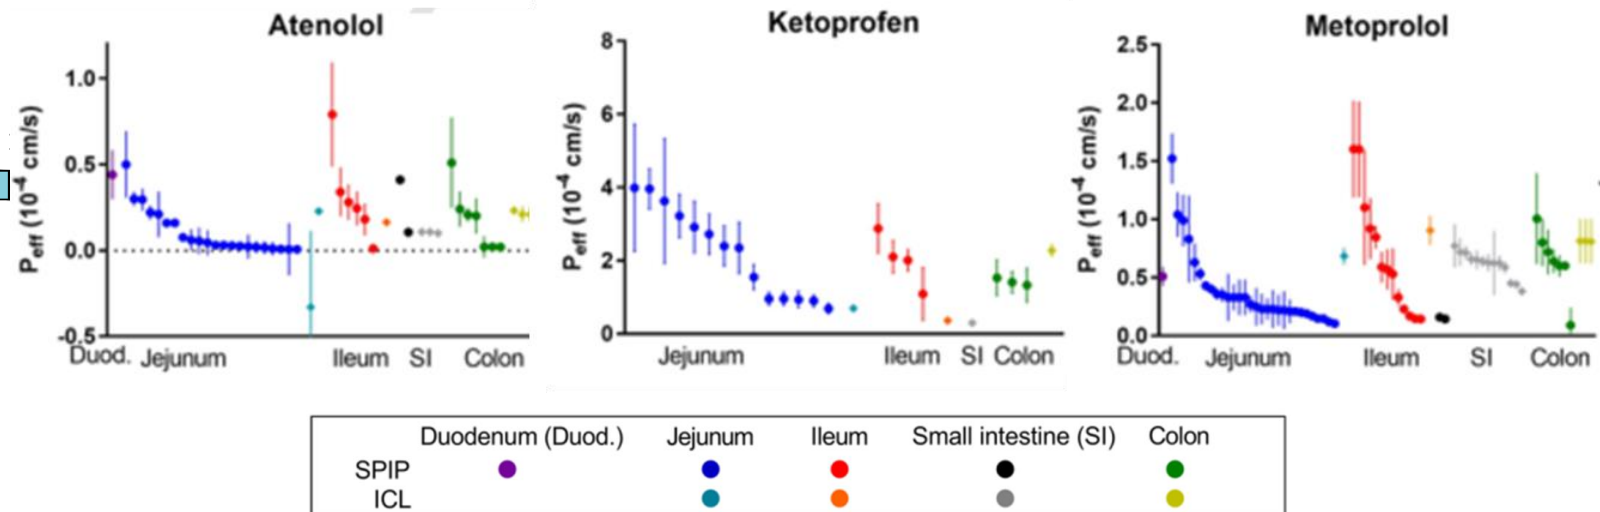 Atenolol
1.0
0.5
0.0
-0.5
Peff (10-4 cm/s)
Duod. Jejunum Ileum SI Colon
Ketoprofen
8
6
4
2
0
Peff (10-4 cm/s)
Jejunum Ileum SI Colon
Metoprolol
2.5
2.0
1.5
1.0
0.5
0.0
Peff (10-4 cm/s)
Duod. Jejunum Ileum SI Colon
Duodenum (Duod.) Jejunum Ileum Small intestine (SI) Colon
SPIP
ICL